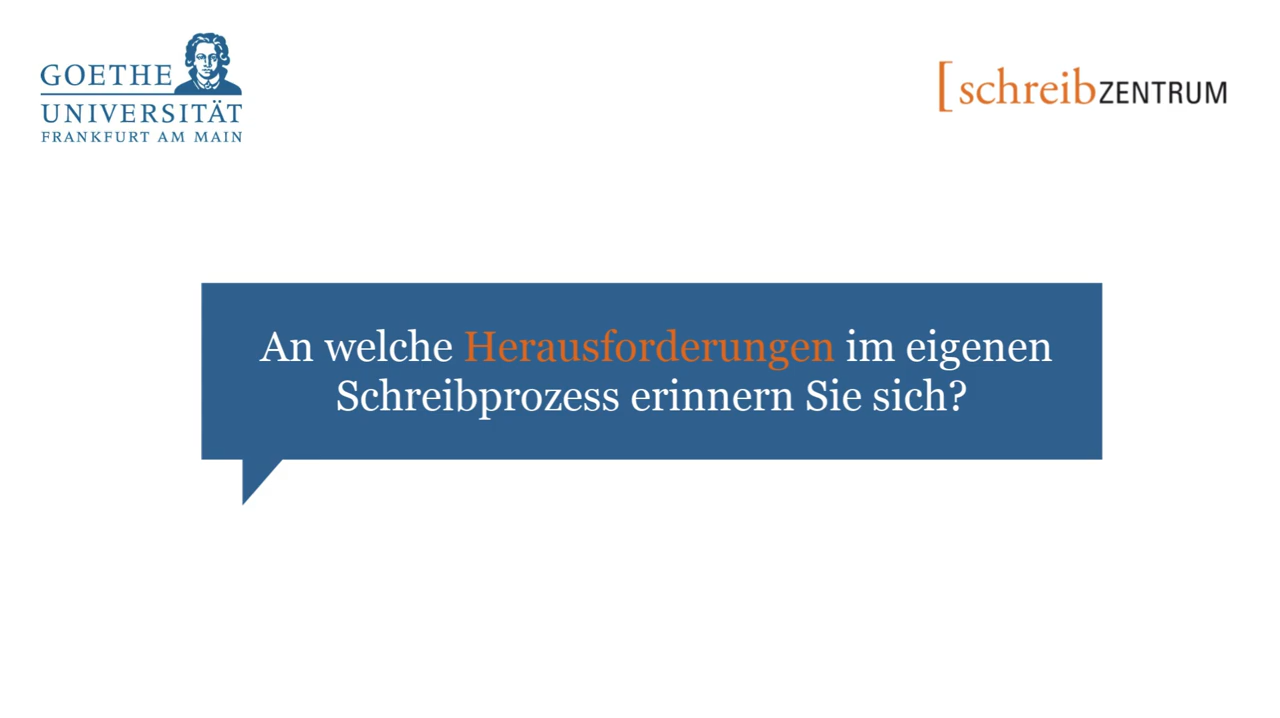 GOETHE
UNIVERSITÄT
FRANKFURT AM MAIN
[schreibZENTRUM
An welche Herausforderungen im eigenen
Schreibprozess erinnern Sie sich?